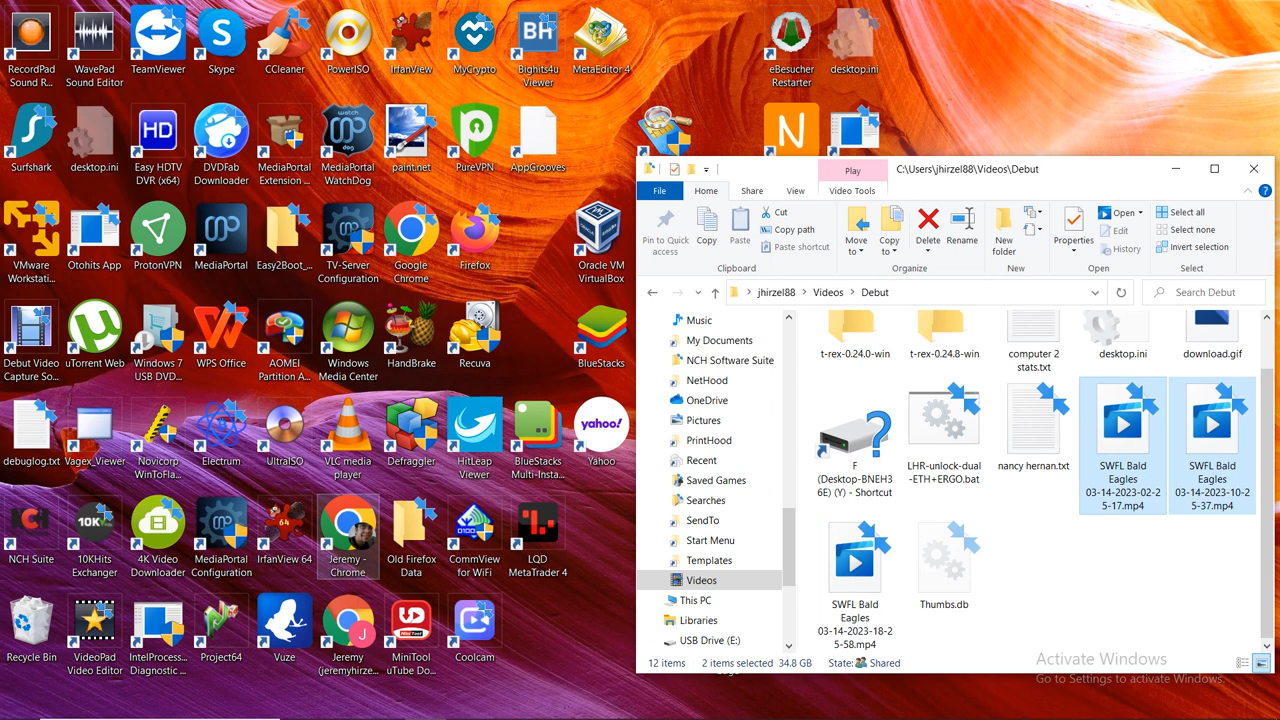 RecordPad
Sound R...
WavePad
Sound Editor
TeamViewer
Skype
CCleaner
PowerISO
IrfanView
MyCrypto
Bighits4u
Viewer
MetaEditor 4
eBesucher
Restarter
desktop.ini
Surfshark
desktop.ini
HD
Easy HDTV
DVR (x64)
DVDFab
Downloader
MediaPortal
Extension ...
watch
dog
MediaPortal
WatchDog
paint.net
PureVPN
AppGrooves
VMware
Workstati...
Otohits App
ProtonVPN
MediaPortal
Easy2Boot_...
TV-Server
Configuration
Google
Chrome
Firefox
Oracle VM
VirtualBox
Debut Video
Capture So...
uTorrent Web
Windows 7
USB DVD...
WPS Office
AOMEI
Partition A...
Windows
Media Center
HandBrake
Recuva
BlueStacks
debuglog.txt
Vagex_Viewer
Novicorp
WinToFla...
Electrum
UltraISO
VLC media
player
Defraggler
HitLeap
Viewer
BlueStacks
Multi-Insta...
yahoo!
Yahoo
NCH
NCH Suite
10KV
10KHits
Exchanger
4K Video
Downloader
MediaPortal
Configuration
64
IrfanView 64
Jeremy -
Chrome
Old Firefox
Data
CommView
for WiFi
LQD
MetaTrader 4
Recycle Bin
VideoPad
Video Editor
IntelProcess...
Diagnostic ...
Project64
Vuze
J
Jeremy
(jeremyhirze...
UD
MiniTool
MiniTool
uTube Do...
Coolcam
BH
N
Play
C:\Users\jhirzel88\Videos\Debut
File
Home
Share
View
Video Tools
Pin to Quick
access
Copy
Paste
Cut
Copy path
Paste shortcut
Clipboard
Move
to
Copy
to
Delete
Rename
Organize
New
folder
New
Properties
Open
Edit
History
Open
Select all
Select none
Invert selection
Select
jhirzel88 > Videos > Debut
Search Debut
Music
My Documents
NCH Software Suite
NetHood
OneDrive
Pictures
PrintHood
Recent
Saved Games
Searches
SendTo
Start Menu
Templates
Videos
This PC
Libraries
USB Drive (E:)
t-rex-0.24.0-win
t-rex-0.24.8-win
computer 2
stats.txt
desktop.ini
download.gif
F
(Desktop-BNEH3
6E) (Y) - Shortcut
LHR-unlock-dual
-ETH+ERGO.bat
nancy hernan.txt
SWFL Bald
Eagles
03-14-2023-02-2
5-17.mp4
SWFL Bald
Eagles
03-14-2023-10-2
5-37.mp4
SWFL Bald
Eagles
03-14-2023-18-2
5-58.mp4
Thumbs.db
12 items
2 items selected 34.8 GB
State: Shared
Activate Windows
Go to Settings to activate Windows.